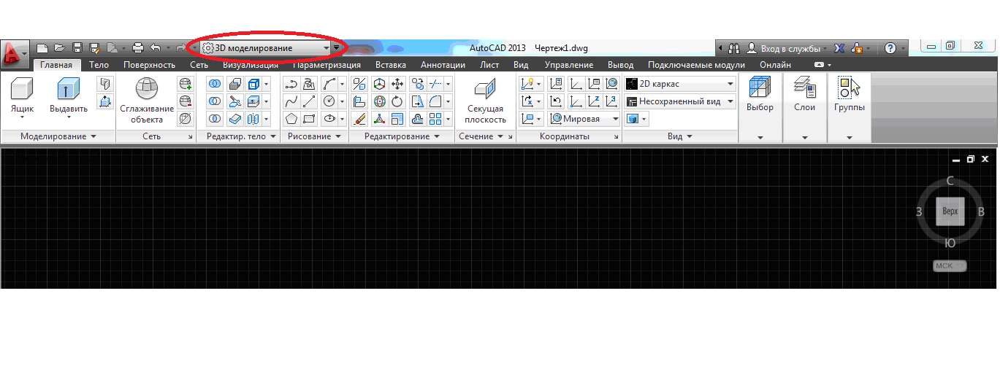 3D моделирование
AutoCAD 2013 Чертеж1.dwg
Вход в службы
Главная Тело Поверхность Сеть Визуализация Параметризация Вставка Аннотации Лист Вид Управление Вывод Подключаемые модули Онлайн
Ящик
Выдавить
Сглаживание
объекта
Секущая
плоскость
Мировая
2D каркас
Несохраненный вид
Выбор
Слои
Группы
Моделирование Сеть Редактир. тело Рисование Редактирование Сечение Координаты Вид
С
З Верх В
Ю
МСК